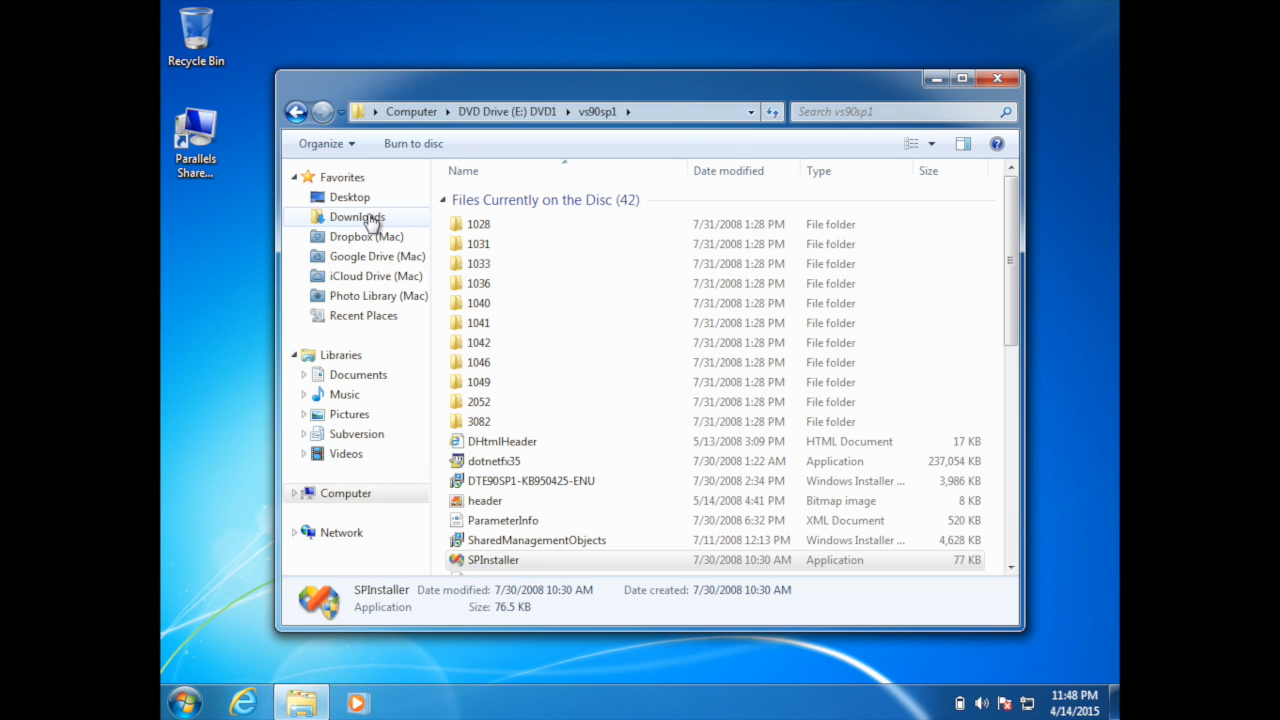 Recycle Bin
Parallels
Share...
Computer DVD Drive (E:) DVD1 vs90sp1
Search vs90sp1
Organize Burn to disc
Favorites
Desktop
Downloads
Dropbox (Mac)
Google Drive (Mac)
iCloud Drive (Mac)
Photo Library (Mac)
Recent Places
Libraries
Documents
Music
Pictures
Subversion
Videos
Computer
Network
Name Date modified Type Size
Files Currently on the Disc (42)
1028 7/31/2008 1:28 PM File folder
1031 7/31/2008 1:28 PM File folder
1033 7/31/2008 1:28 PM File folder
1036 7/31/2008 1:28 PM File folder
1040 7/31/2008 1:28 PM File folder
1041 7/31/2008 1:28 PM File folder
1042 7/31/2008 1:28 PM File folder
1046 7/31/2008 1:28 PM File folder
1049 7/31/2008 1:28 PM File folder
2052 7/31/2008 1:28 PM File folder
3082 7/31/2008 1:28 PM File folder
DHtmlHeader 5/13/2008 3:09 PM HTML Document 17 KB
dotnetfx35 7/30/2008 1:22 AM Application 237,054 KB
DTE90SP1-KB950425-ENU 7/30/2008 2:34 PM Windows Installer ... 3,986 KB
header 5/14/2008 4:41 PM Bitmap image 8 KB
ParameterInfo 7/30/2008 6:32 PM XML Document 520 KB
SharedManagementObjects 7/11/2008 12:13 PM Windows Installer ... 4,628 KB
SPInstaller 7/30/2008 10:30 AM Application 77 KB
SPInstaller Date modified: 7/30/2008 10:30 AM Date created: 7/30/2008 10:30 AM
Application Size: 76.5 KB
11:48 PM
4/14/2015